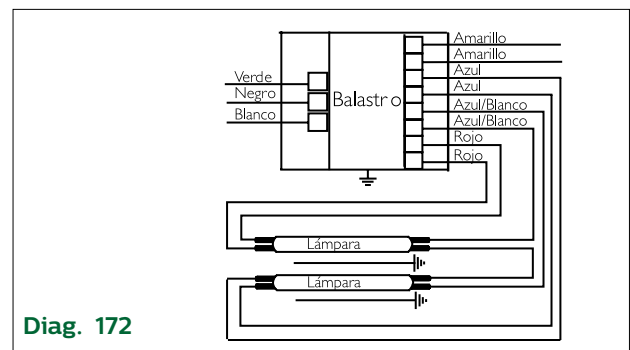 Amarillo
Amarillo
Azul
Azul
Azul/Blanco
Azul/Blanco
Rojo
Rojo
Verde
Negro
Blanco
Balastro
Lámpara
Lámpara
Diag. 172